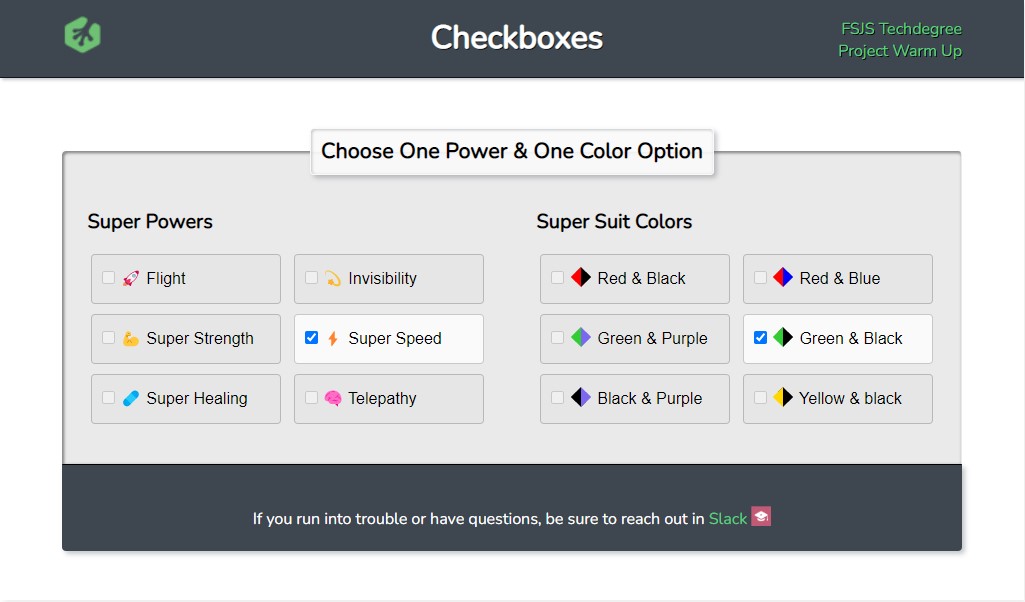 Checkboxes
FSJS Techdegree
Project Warm Up
Choose One Power & One Color Option
Super Powers
Flight
Invisibility
Super Strength
Super Speed
Super Healing
Telepathy
Super Suit Colors
Red & Black
Red & Blue
Green & Purple
Green & Black
Black & Purple
Yellow & black
If you run into trouble or have questions, be sure to reach out in Slack